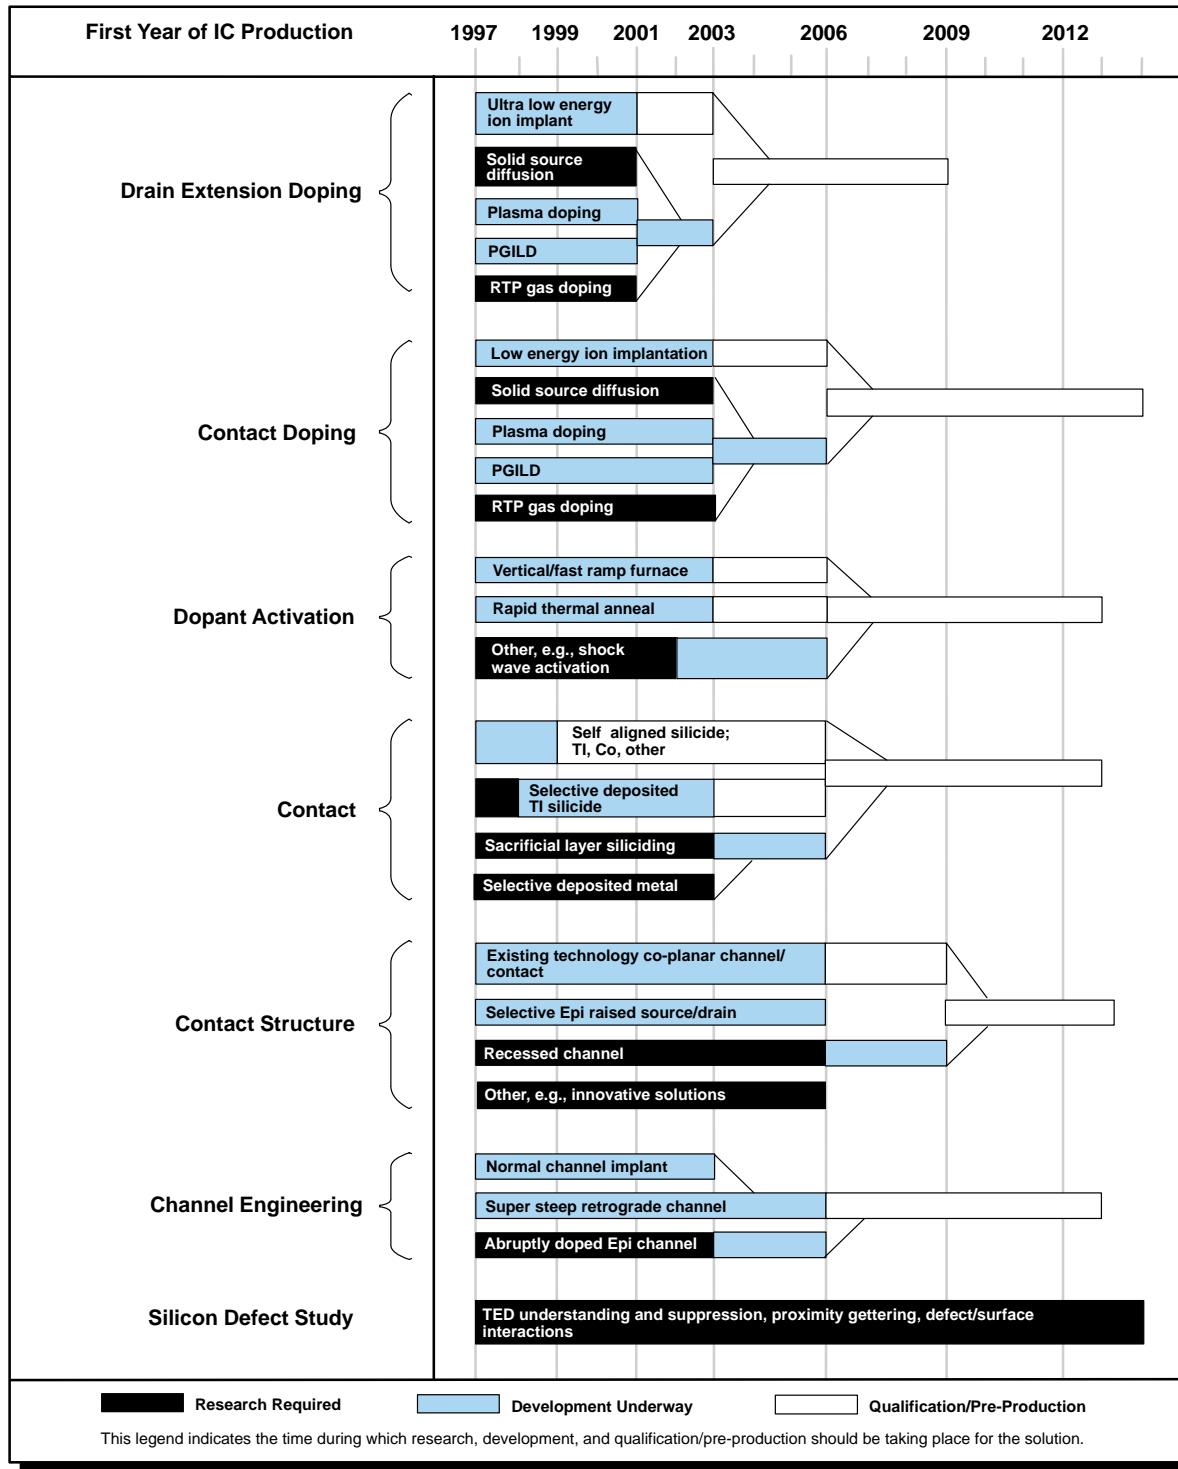 First Year of IC Production
1997 1999 2001 2003 2006 2009 2012
Drain Extension Doping
Ultra low energy
ion implant
Solid source
diffusion
Plasma doping
PGILD
RTP gas doping
Contact Doping
Low energy ion implantation
Solid source diffusion
Plasma doping
PGILD
RTP gas doping
Dopant Activation
Vertical/fast ramp furnace
Rapid thermal anneal
Other, e.g., shock
wave activation
Contact
Self aligned silicide;
TI, Co, other
Selective deposited
TI silicide
Sacrificial layer siliciding
Selective deposited metal
Contact Structure
Existing technology co-planar channel/
contact
Selective Epi raised source/drain
Recessed channel
Other, e.g., innovative solutions
Channel Engineering
Normal channel implant
Super steep retrograde channel
Abruptly doped Epi channel
Silicon Defect Study
TED understanding and suppression, proximity gettering, defect/surface
interactions
Research Required
Development Underway
Qualification/Pre-Production
This legend indicates the time during which research, development, and qualification/pre-production should be taking place for the solution.